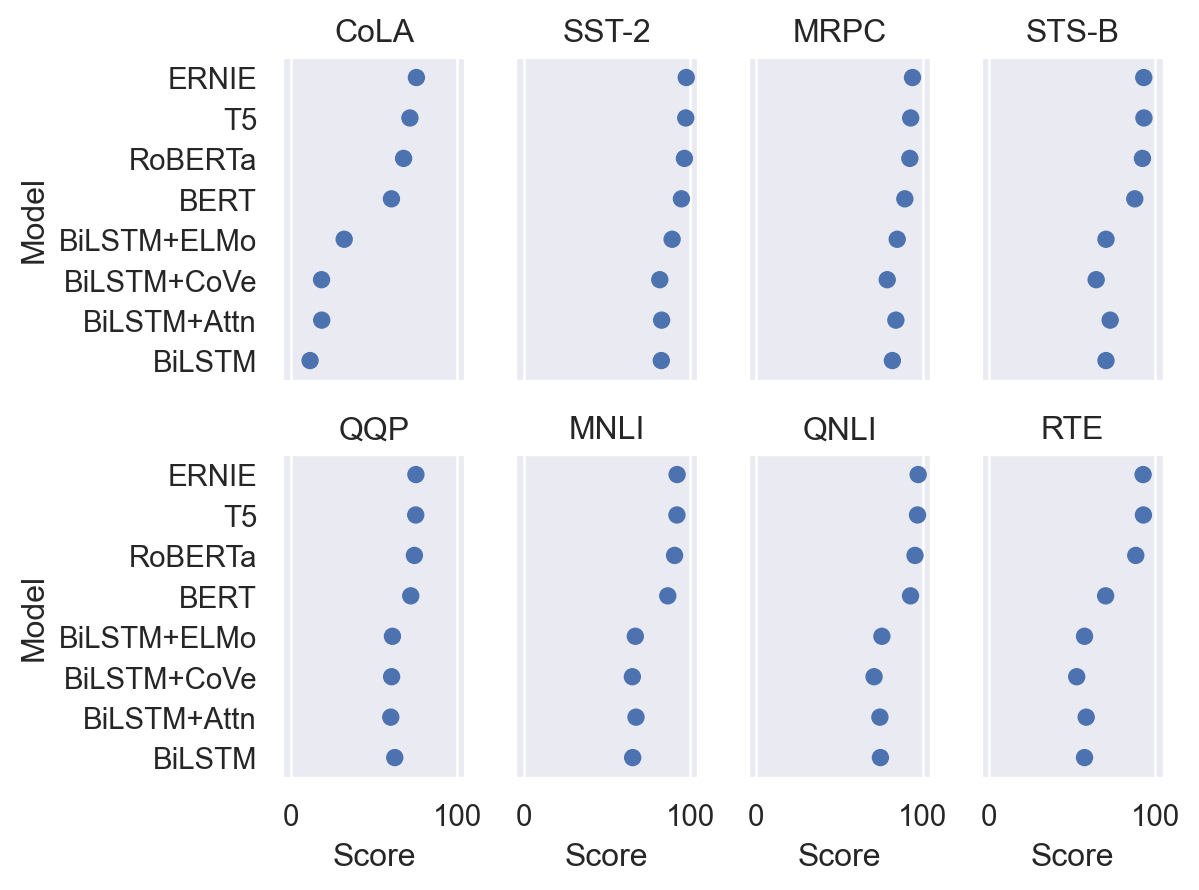 CoLA SST-2 MRPC STS-B
Model
ERNIE
T5
RoBERTa
BERT
BiLSTM+ELMo
BiLSTM+CoVe
BiLSTM+Attn
BiLSTM
QQP MNLI QNLI RTE
Model
ERNIE
T5
RoBERTa
BERT
BiLSTM+ELMo
BiLSTM+CoVe
BiLSTM+Attn
BiLSTM
0 100 0 100 0 100 0 100
Score Score Score Score